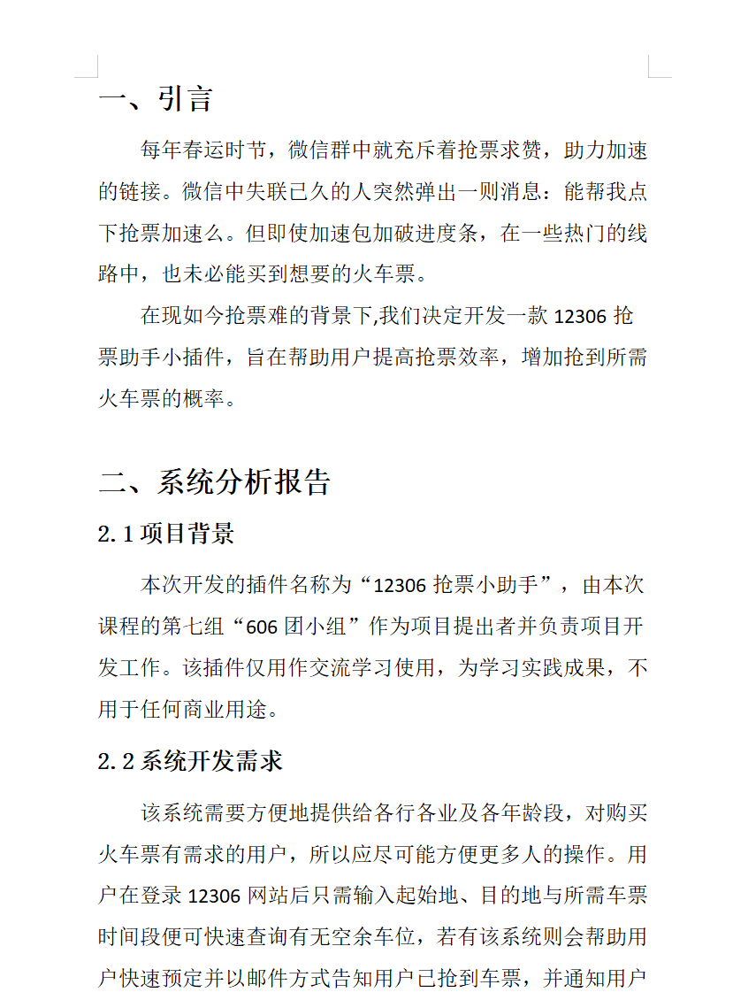 一、引言
每年春运时节，微信群中就充斥着抢票求赞，助力加速
的链接。微信中失联已久的人突然弹出一则消息：能帮我点
下抢票加速么。但即使加速包加破进度条，在一些热门的线
路中，也未必能买到想要的火车票。
在现如今抢票难的背景下,我们决定开发一款 12306 抢
票助手小插件，旨在帮助用户提高抢票效率，增加抢到所需
火车票的概率。
二、系统分析报告
2.1 项目背景
本次开发的插件名称为“12306 抢票小助手”，由本次
课程的第七组“606 团小组”作为项目提出者并负责项目开
发工作。该插件仅用作交流学习使用，为学习实践成果，不
用于任何商业用途。
2.2 系统开发需求
该系统需要方便地提供给各行各业及各年龄段，对购买
火车票有需求的用户，所以应尽可能方便更多人的操作。用
户在登录 12306 网站后只需输入起始地、目的地与所需车票
时间段便可快速查询有无空余车位，若有该系统则会帮助用
户快速预定并以邮件方式告知用户已抢到车票，并通知用户